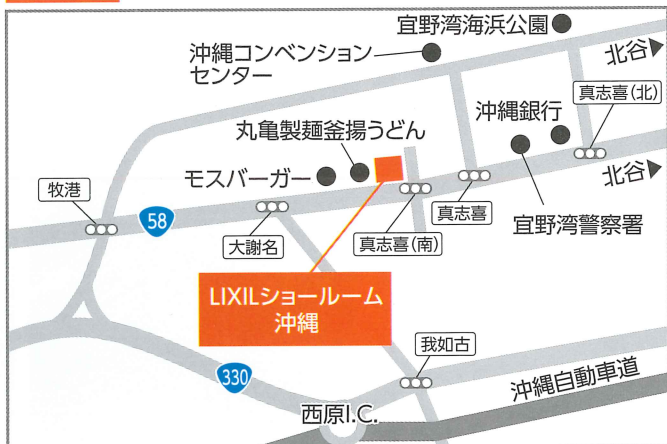 宜野湾海浜公園
沖縄コンベンション
センター
北谷
真志喜(北)
沖縄銀行
丸亀製麺釜揚うどん
モスバーガー
北谷
牧港
58
大謝名
真志喜(南)
真志喜
宜野湾警察署
LIXILショールーム
沖縄
我如古
330
沖縄自動車道
西原I.C.